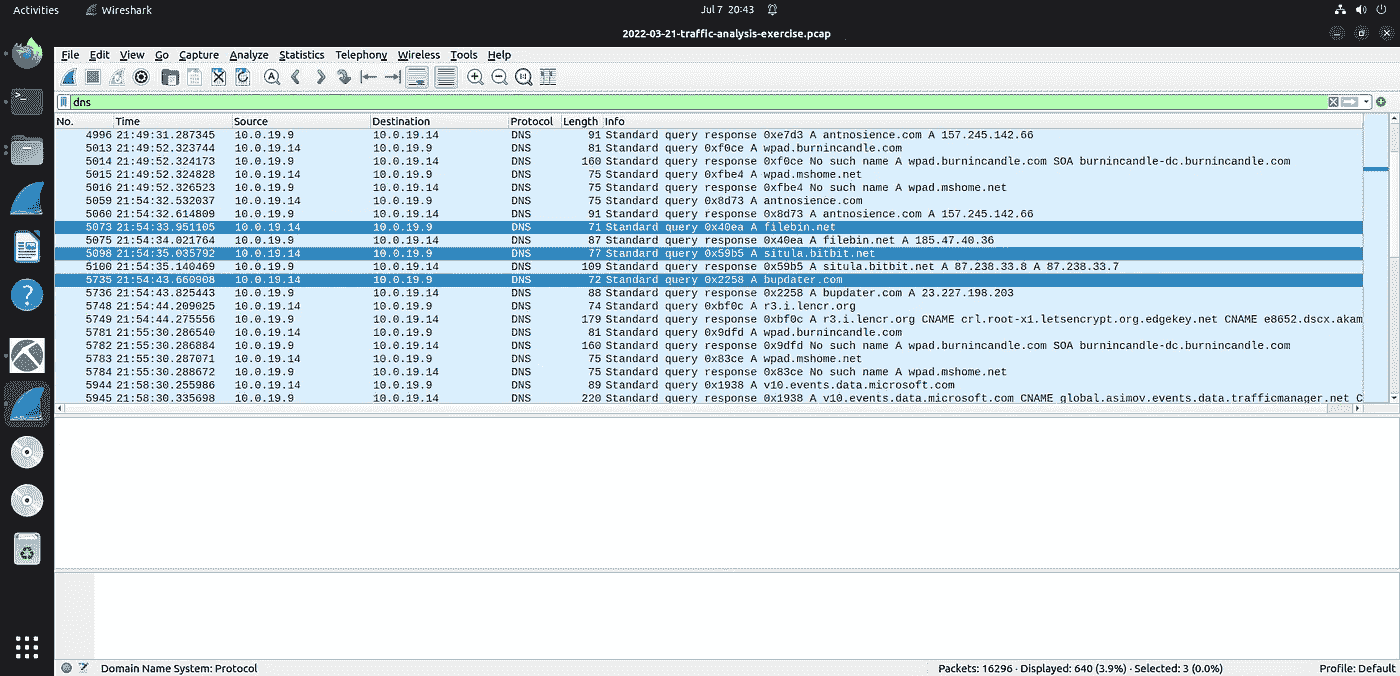 Activities Wireshark Jul 7 20:43
2022-03-21-traffic-analysis-exercise.pcap
File Edit View Go Capture Analyze Statistics Telephony Wireless Tools Help
dns
No. Time Source Destination Protocol Length Info
4996 21:49:31.287345 10.0.19.9 10.0.19.14 DNS 91 Standard query response 0xe7d3 A antnosience.com A 157.245.142.66
5013 21:49:52.323744 10.0.19.14 10.0.19.9 DNS 81 Standard query 0xf0ce A wpad.burnincandle.com
5014 21:49:52.324173 10.0.19.9 10.0.19.14 DNS 160 Standard query response 0xf0ce No such name A wpad.burnincandle.com SOA burnincandle-dc.burnincandle.com
5015 21:49:52.324828 10.0.19.14 10.0.19.9 DNS 75 Standard query 0xfbe4 A wpad.mshome.net
5016 21:49:52.326523 10.0.19.9 10.0.19.14 DNS 75 Standard query response 0xfbe4 No such name A wpad.mshome.net
5059 21:54:32.532037 10.0.19.14 10.0.19.9 DNS 75 Standard query 0x8d73 A antnosience.com
5060 21:54:32.614809 10.0.19.9 10.0.19.14 DNS 91 Standard query response 0x8d73 A antnosience.com A 157.245.142.66
5073 21:54:33.951105 10.0.19.14 10.0.19.9 DNS 71 Standard query 0x40ea A filebin.net
5075 21:54:34.021764 10.0.19.9 10.0.19.14 DNS 87 Standard query response 0x40ea A filebin.net A 185.47.40.36
5098 21:54:35.035792 10.0.19.14 10.0.19.9 DNS 77 Standard query 0x59b5 A situla.bitbit.net
5100 21:54:35.140469 10.0.19.9 10.0.19.14 DNS 109 Standard query response 0x59b5 A situla.bitbit.net A 87.238.33.8 A 87.238.33.7
5735 21:54:43.660908 10.0.19.14 10.0.19.9 DNS 72 Standard query 0x2258 A bupdater.com
5736 21:54:43.825443 10.0.19.9 10.0.19.14 DNS 88 Standard query response 0x2258 A bupdater.com A 23.227.198.203
5748 21:54:44.209025 10.0.19.14 10.0.19.9 DNS 74 Standard query 0xbf0c A r3.i.lencr.org
5749 21:54:44.275556 10.0.19.9 10.0.19.14 DNS 179 Standard query response 0xbf0c A r3.i.lencr.org CNAME crl.root-x1.letsencrypt.org.edgekey.net CNAME e8652.dscx.akam
5781 21:55:30.286540 10.0.19.14 10.0.19.9 DNS 81 Standard query 0x9dfd A wpad.burnincandle.com
5782 21:55:30.286884 10.0.19.9 10.0.19.14 DNS 160 Standard query response 0x9dfd No such name A wpad.burnincandle.com SOA burnincandle-dc.burnincandle.com
5783 21:55:30.287071 10.0.19.14 10.0.19.9 DNS 75 Standard query 0x83ce A wpad.mshome.net
5784 21:55:30.288672 10.0.19.9 10.0.19.14 DNS 75 Standard query response 0x83ce No such name A wpad.mshome.net
5944 21:58:30.255986 10.0.19.14 10.0.19.9 DNS 89 Standard query 0x1938 A v10.events.data.microsoft.com
5945 21:58:30.335698 10.0.19.9 10.0.19.14 DNS 220 Standard query response 0x1938 A v10.events.data.microsoft.com CNAME global.asimov.events.data.trafficmanager.net C
Domain Name System: Protocol Packets: 16296 · Displayed: 640 (3.9%) · Selected: 3 (0.0%) Profile: Default